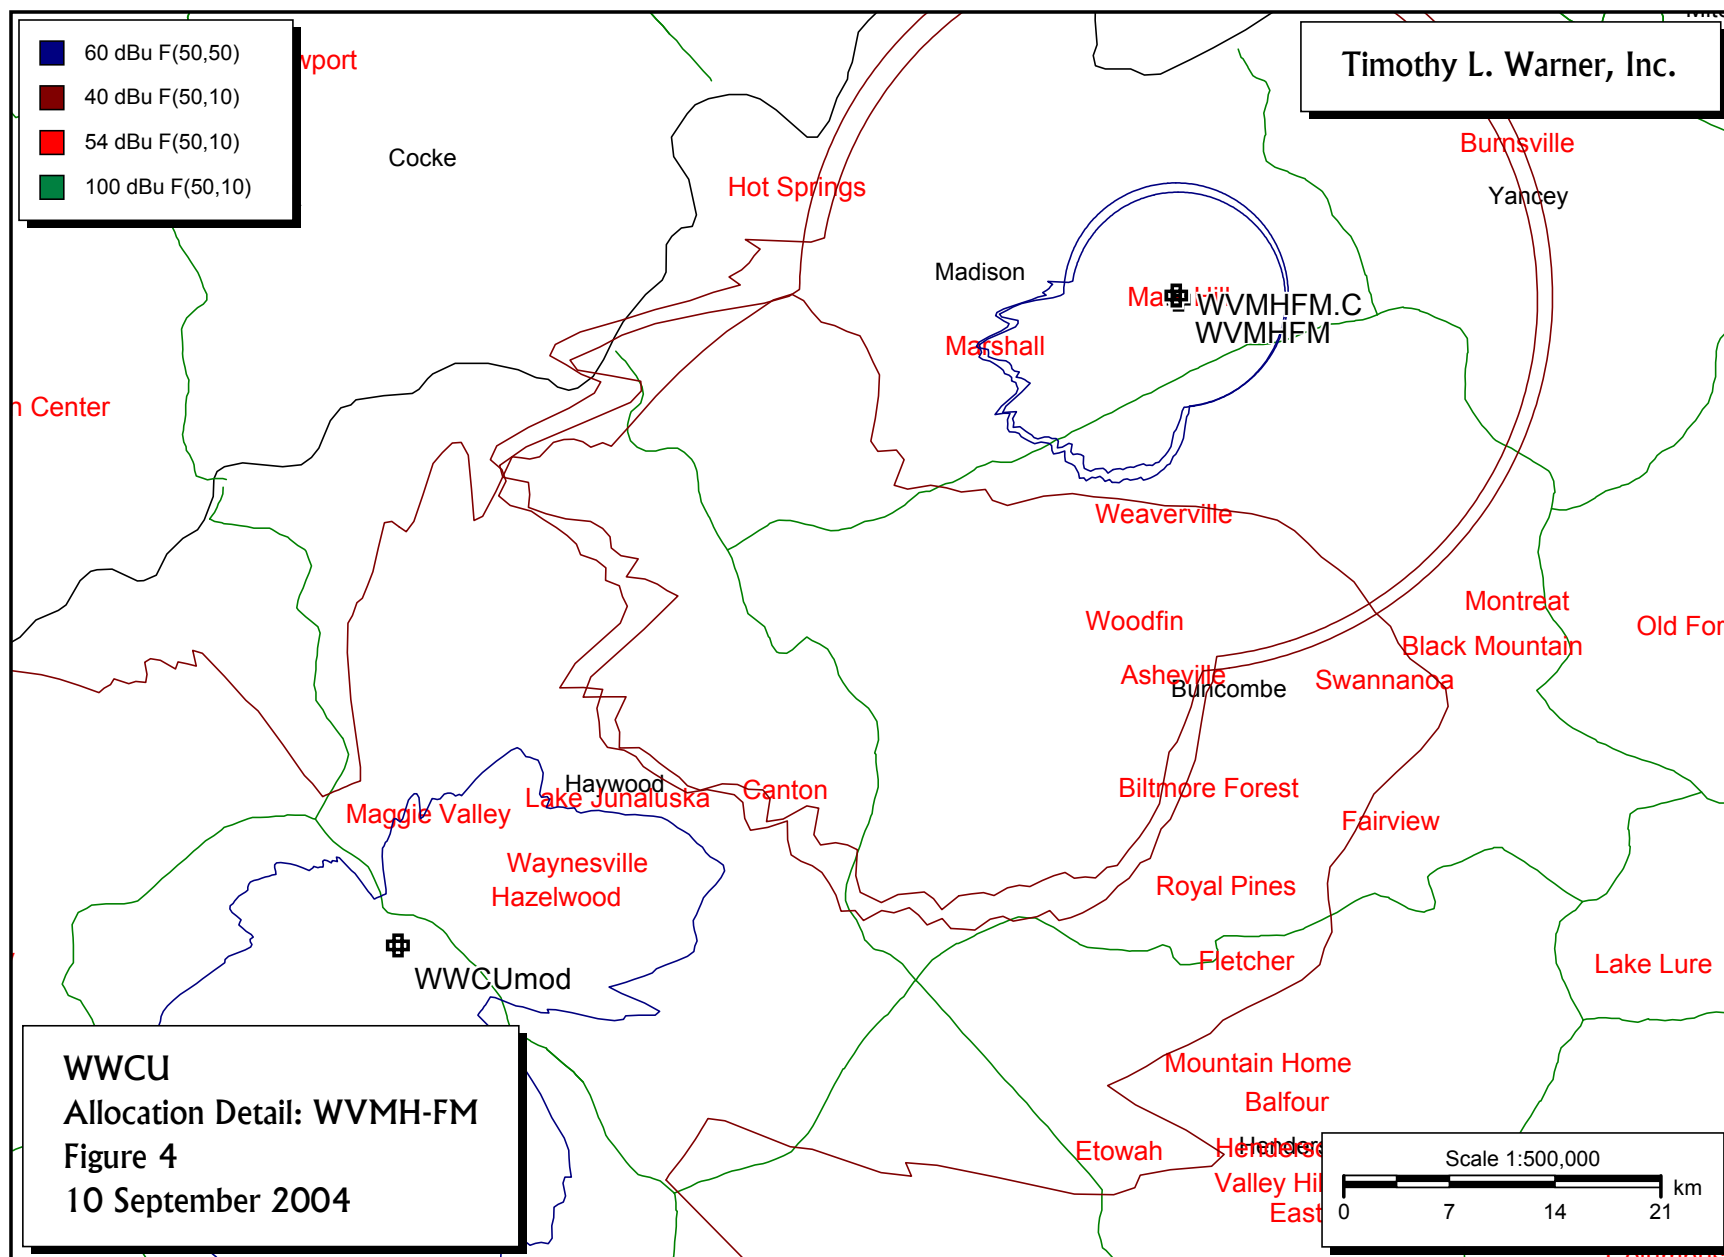 60 dBu F(50,50)
40 dBu F(50,10)
54 dBu F(50,10)
100 dBu F(50,10)
Timothy L. Warner, Inc.
wport
Cocke
Burnsville
Yancey
Hot Springs
Madison
WVMHFM.C
WVMHFM
Marshall
n Center
Weaverville
Woodfin
Montreat
Old For
Black Mountain
Asheville
Buncombe
Swannanoa
Haywood
Lake Junaluska
Canton
Biltmore Forest
Maggie Valley
Fairview
Waynesville
Hazelwood
Royal Pines
Fletcher
Lake Lure
WWCUmod
Mountain Home
Balfour
Etowah
Henderso
Hender
Valley Hil
East
WWCU
Allocation Detail: WVMH-FM
Figure 4
10 September 2004
Scale 1:500,000
km
0 7 14 21